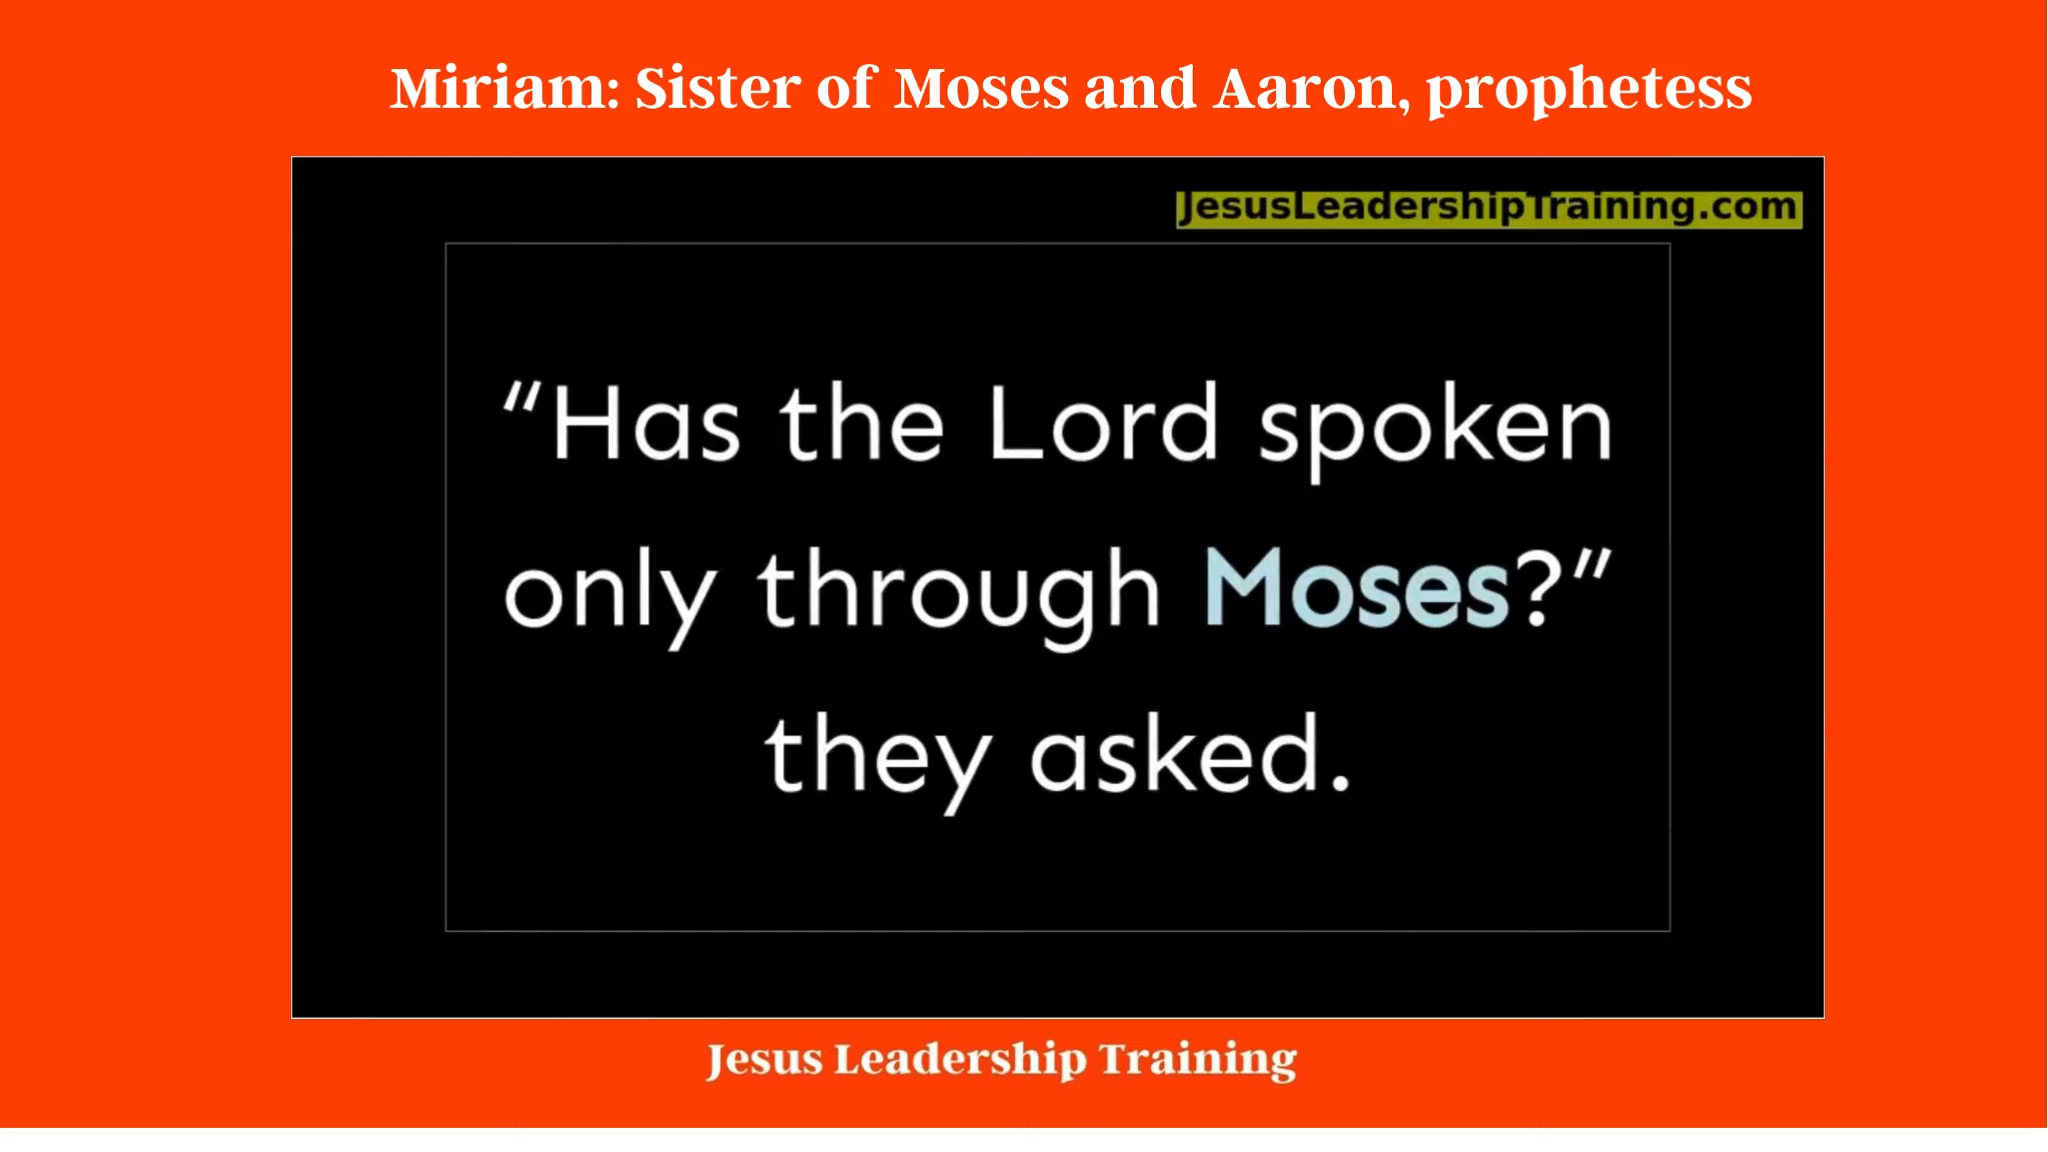 Miriam: Sister of Moses and Aaron, prophetess
JesusLeadershipTraining.com
“Has the Lord spoken
only through Moses?”
they asked.
Jesus Leadership Training